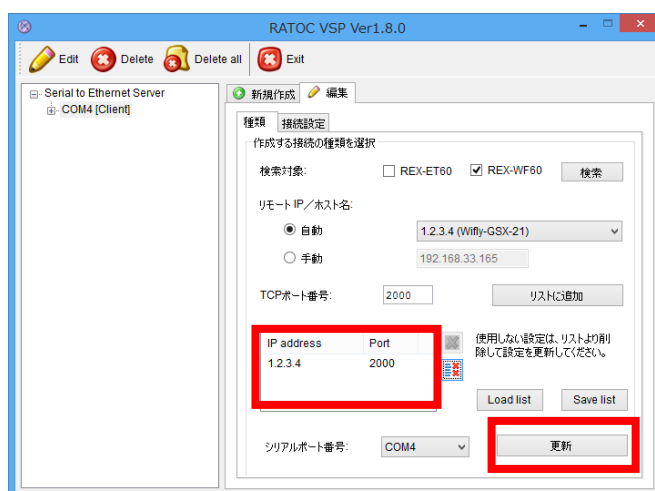 RATOC VSP Ver1.8.0
Edit Delete Delete all Exit
Serial to Ethernet Server
COM4 [Client]
新規作成 編集
種類 接続設定
作成する接続の種類を選択
検索対象: REX-ET60 REX-WF60 検索
リモート IP／ホスト名:
自動 1.2.3.4 (Wifly-GSX-21)
手動 192.168.33.165
TCPポート番号: 2000 リストに追加
IP address Port
1.2.3.4 2000
使用しない設定は、リストより削
除して設定を更新してください。
Load list Save list
シリアルポート番号: COM4 更新